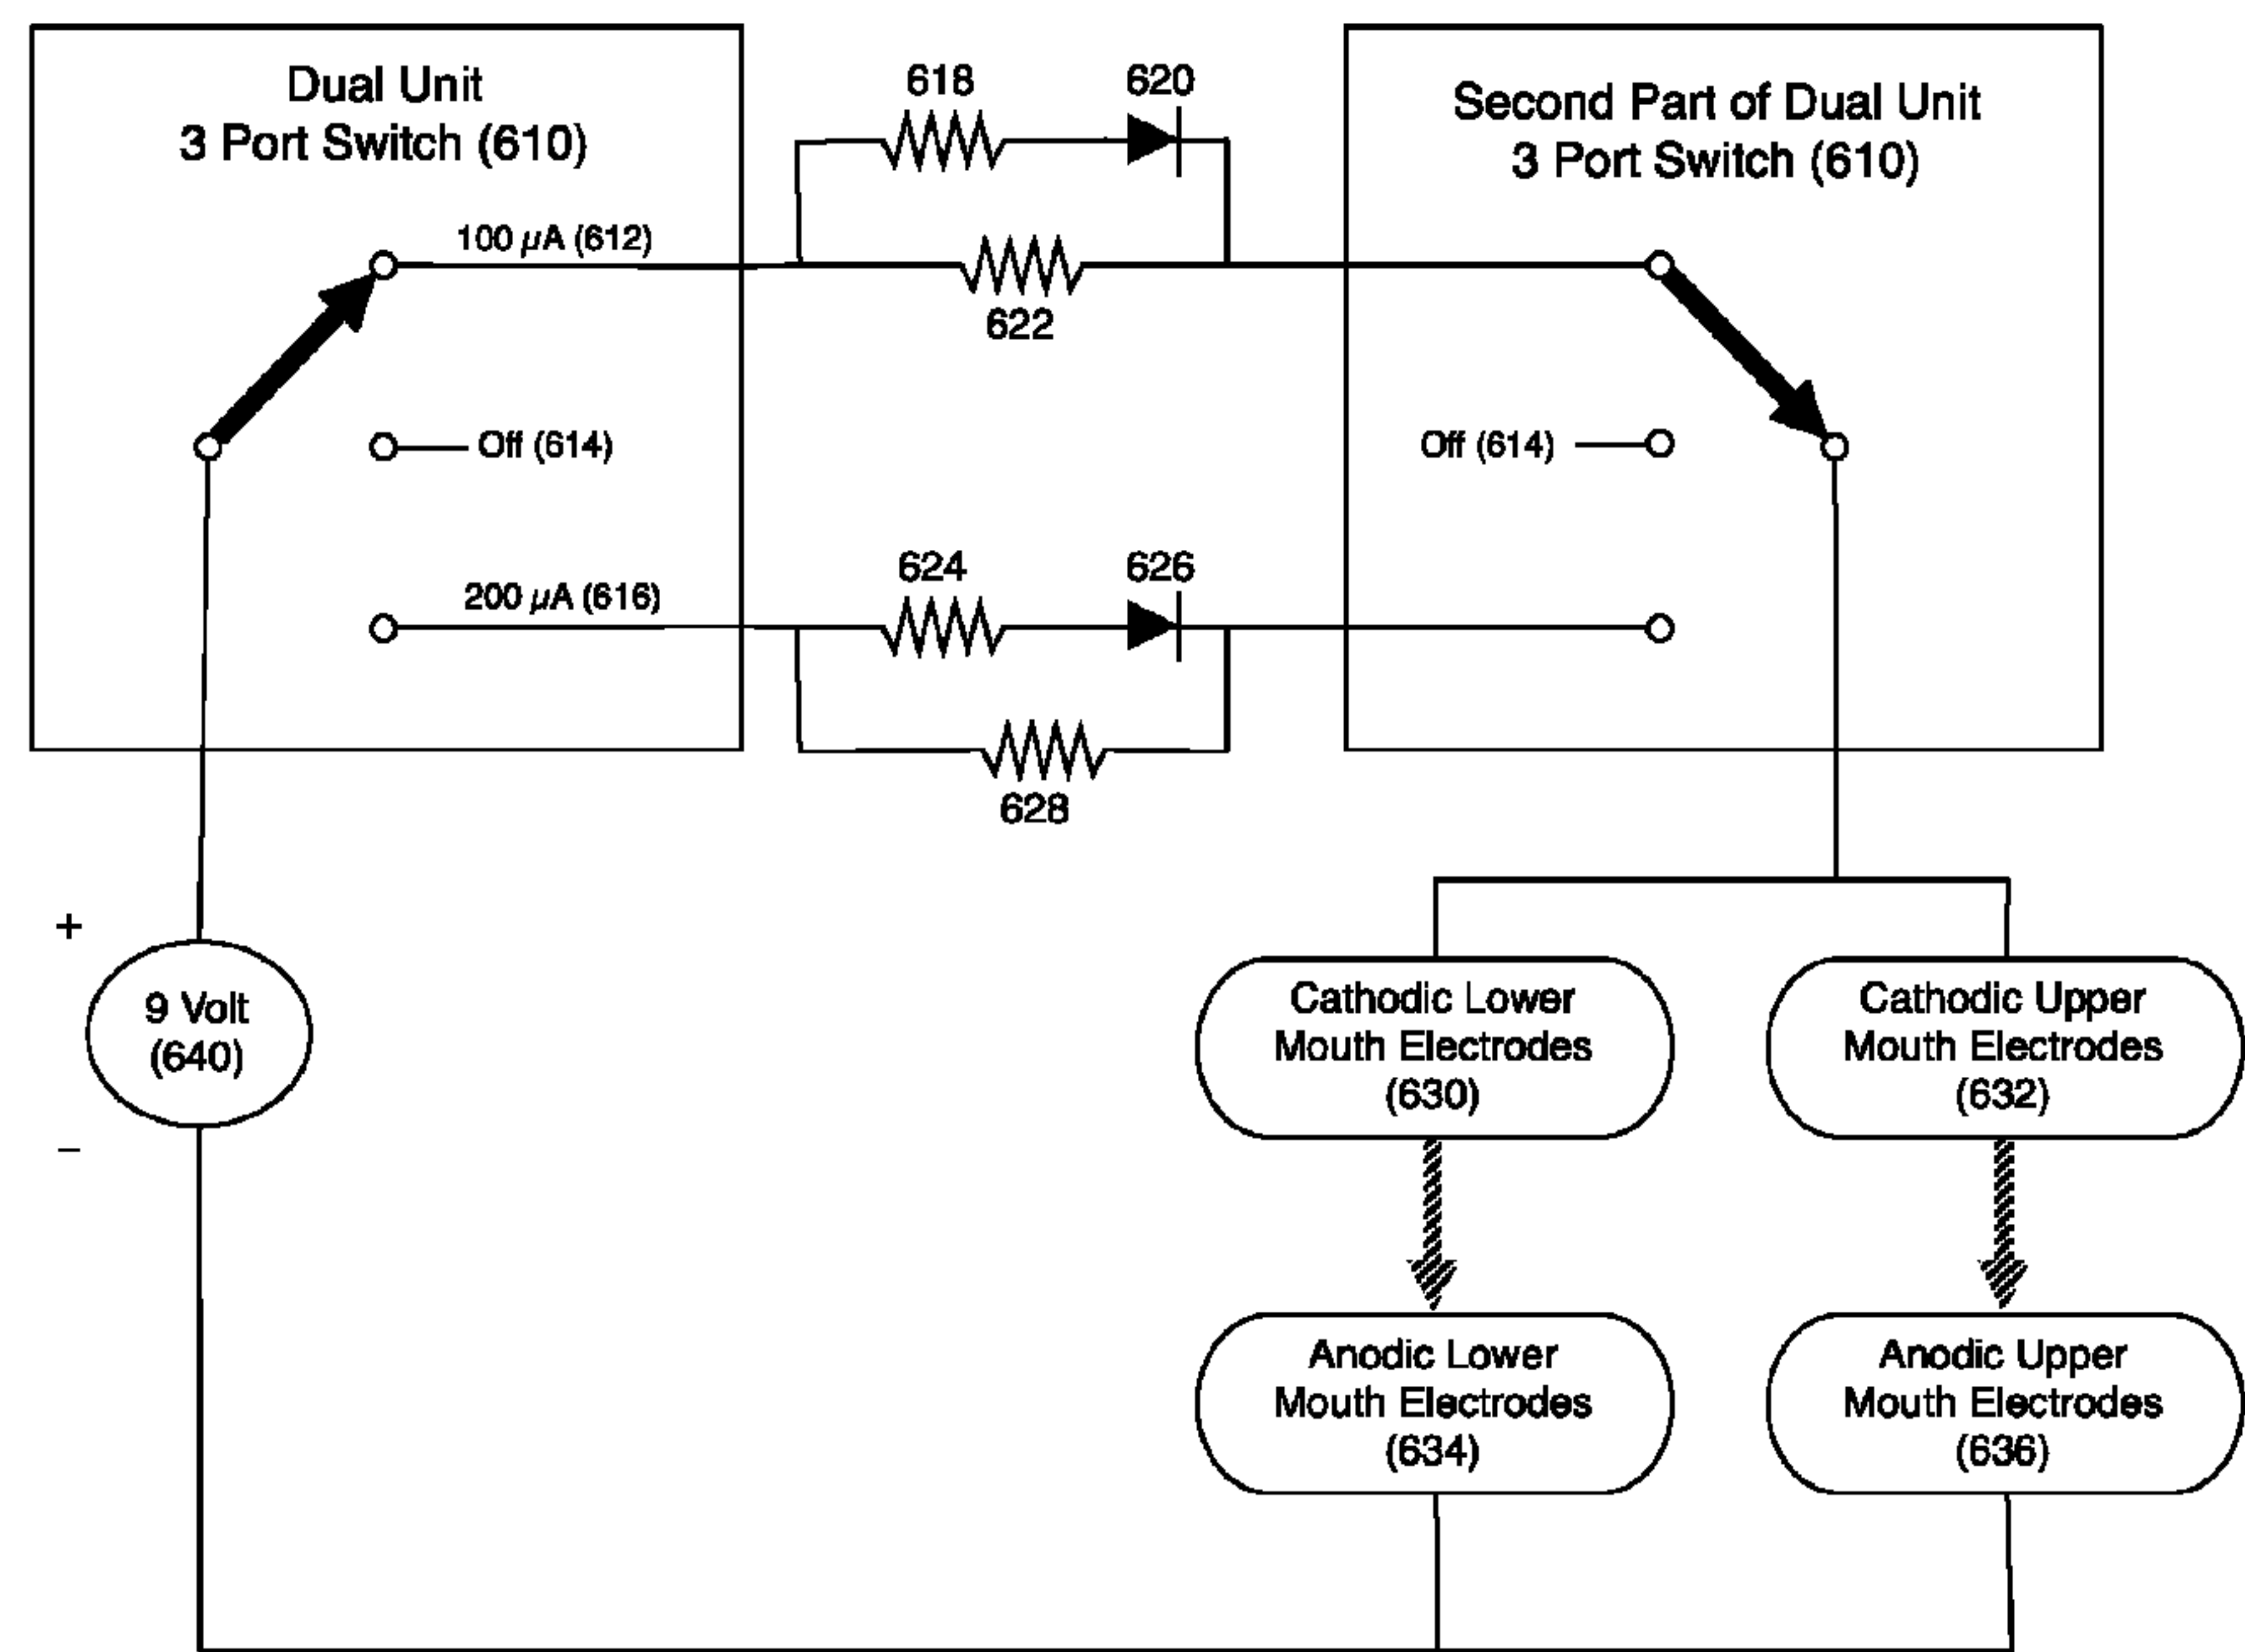 Dual Unit
3 Port Switch (610)
618
620
Second Part of Dual Unit
3 Port Switch (610)
100 µA (612)
622
Off (614)
Off (614)
624
626
200 µA (616)
628
+
9 Volt
(640)
–
Cathodic Lower
Mouth Electrodes
(630)
Cathodic Upper
Mouth Electrodes
(632)
Anodic Lower
Mouth Electrodes
(634)
Anodic Upper
Mouth Electrodes
(636)